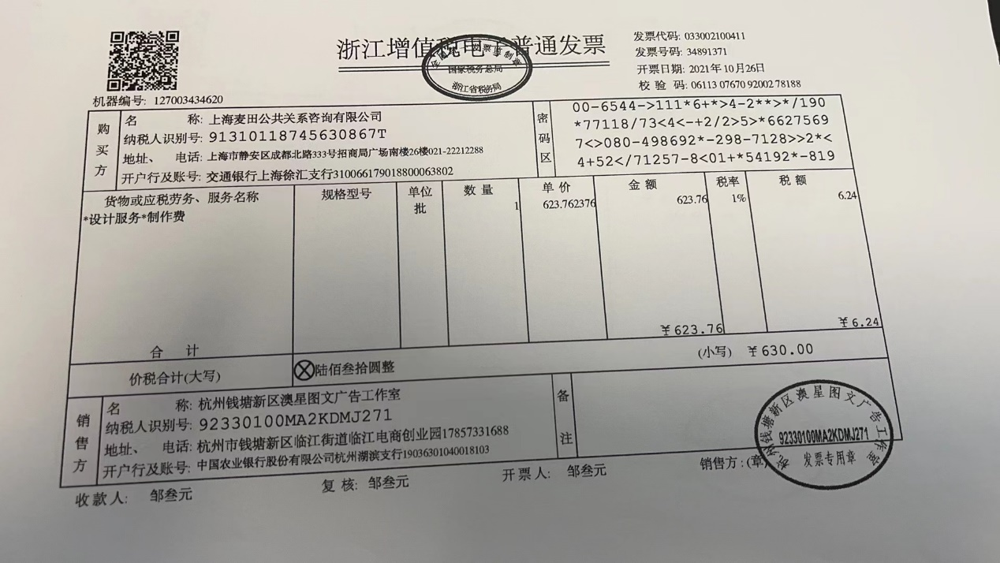 浙江增值税电子普通发票
全国统一发票监制章
国家税务总局
浙江省税务局
发票代码: 033002100411
发票号码: 34891371
开票日期: 2021年10月26日
校 验 码: 06113 07670 92002 78188
机器编号: 127003434620
购买方
名 称: 上海麦田公共关系咨询有限公司
纳税人识别号: 91310118745630867T
地址、 电话: 上海市静安区成都北路333号招商局广场南楼26楼021-22212288
开户行及账号: 交通银行上海徐汇支行310066179018800063802
密码区
00-6544->111*6+*>4-2**>*/190
*77118/73<4<-+2/2>5>*6627569
7<>080-498692*-298-7128>>2*<
4+52</71257-8<01+*54192*-819
货物或应税劳务、服务名称 规格型号 单位 数 量 单 价 金 额 税率 税 额
*设计服务*制作费 批 1 623.762376 623.76 1% 6.24
合 计 ¥623.76 ¥6.24
价税合计(大写) ⊗陆佰叁拾圆整 (小写) ¥630.00
销售方
名 称: 杭州钱塘新区澳星图文广告工作室
纳税人识别号: 92330100MA2KDMJ271
地址、 电话: 杭州市钱塘新区临江街道临江电商创业园17857331688
开户行及账号: 中国农业银行股份有限公司杭州湖滨支行19036301040018103
备注
收款人: 邹叁元 复核: 邹叁元 开票人: 邹叁元 销售方: (章)
杭州钱塘新区澳星图文广告工作室
92330100MA2KDMJ271
发票专用章